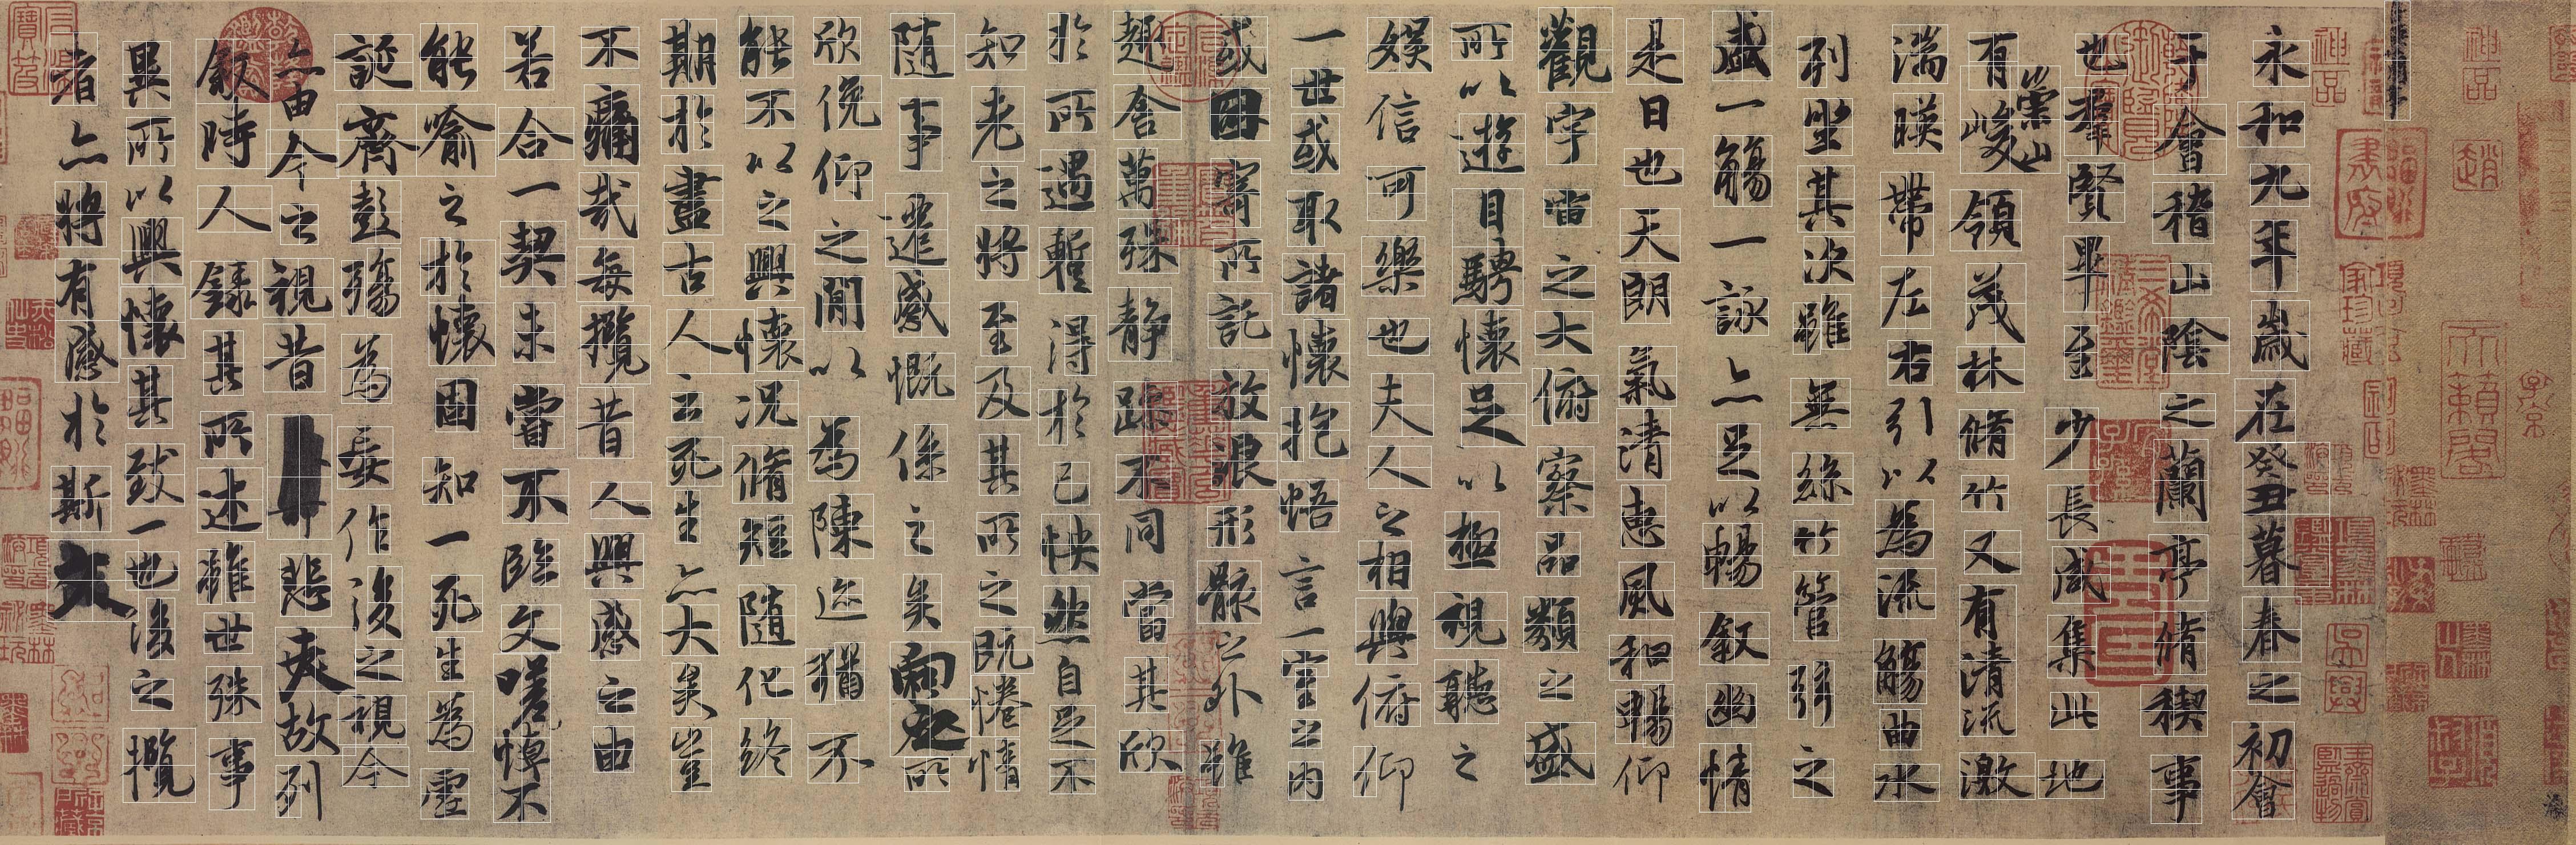 永和九年歲在癸丑暮春之初會
于會稽山陰之蘭亭脩稧事
也羣賢畢至少長咸集此地
有崇山峻領茂林脩竹又有清流激
湍暎帶左右引以為流觴曲水
列坐其次雖無絲竹管弦之
盛一觴一詠亦足以暢敘幽情
是日也天朗氣清惠風和暢仰
觀宇宙之大俯察品類之盛
所以遊目騁懷足以極視聽之
娛信可樂也夫人之相與俯仰
一世或取諸懷抱悟言一室之內
或因寄所託放浪形骸之外雖
趣舍萬殊靜躁不同當其欣
於所遇蹔得於己怏然自足不
知老之將至及其所之既惓情
隨事遷感慨係之矣向之所
欣俛仰之閒以為陳迹猶不
能不以之興懷況脩短隨化終
期於盡古人云死生亦大矣豈
不痛哉每攬昔人興感之由
若合一契未嘗不臨文嗟悼不
能喻之於懷固知一死生為虛
誕齊彭殤為妄作後之視今
亦由今之視昔悲夫故列
敘時人錄其所述雖世殊事
異所以興懷其致一也後之攬
者亦將有感於斯文